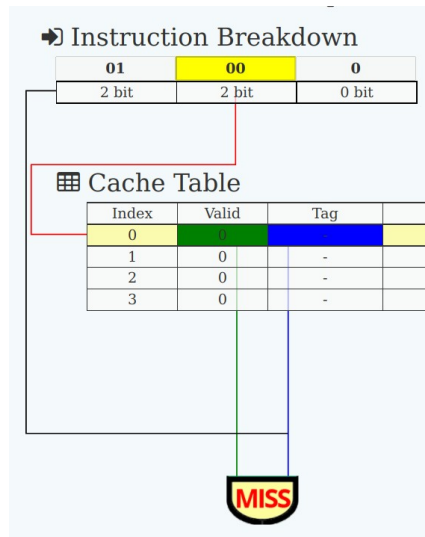 Instruction Breakdown
01 00 0
2 bit 2 bit 0 bit
Cache Table
Index Valid Tag
0 0 -
1 0 -
2 0 -
3 0 -
MISS